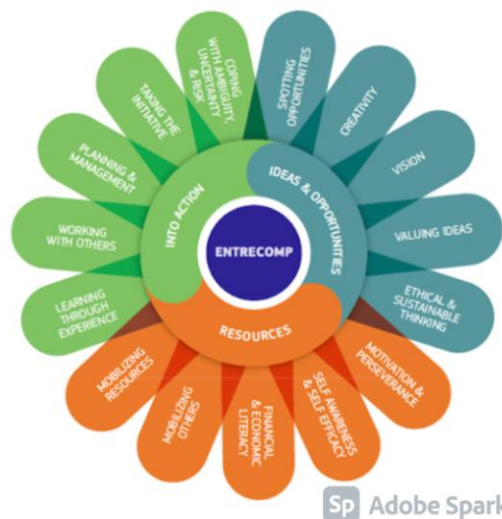 ENTRECOMP
IDEAS & OPPORTUNITIES
SPOTTING
OPPORTUNITIES
CREATIVITY
VISION
VALUING IDEAS
ETHICAL &
SUSTAINABLE
THINKING
RESOURCES
MOTIVATION &
PERSEVERANCE
SELF AWARENESS
& SELF EFFICACY
FINANCIAL
& ECONOMIC
LITERACY
MOBILIZING
OTHERS
MOBILIZING
RESOURCES
INTO ACTION
LEARNING
THROUGH
EXPERIENCE
WORKING
WITH OTHERS
PLANNING &
MANAGEMENT
TAKING THE
INITIATIVE
COPING
WITH AMBIGUITY,
UNCERTAINTY
& RISK
Sp Adobe Spark